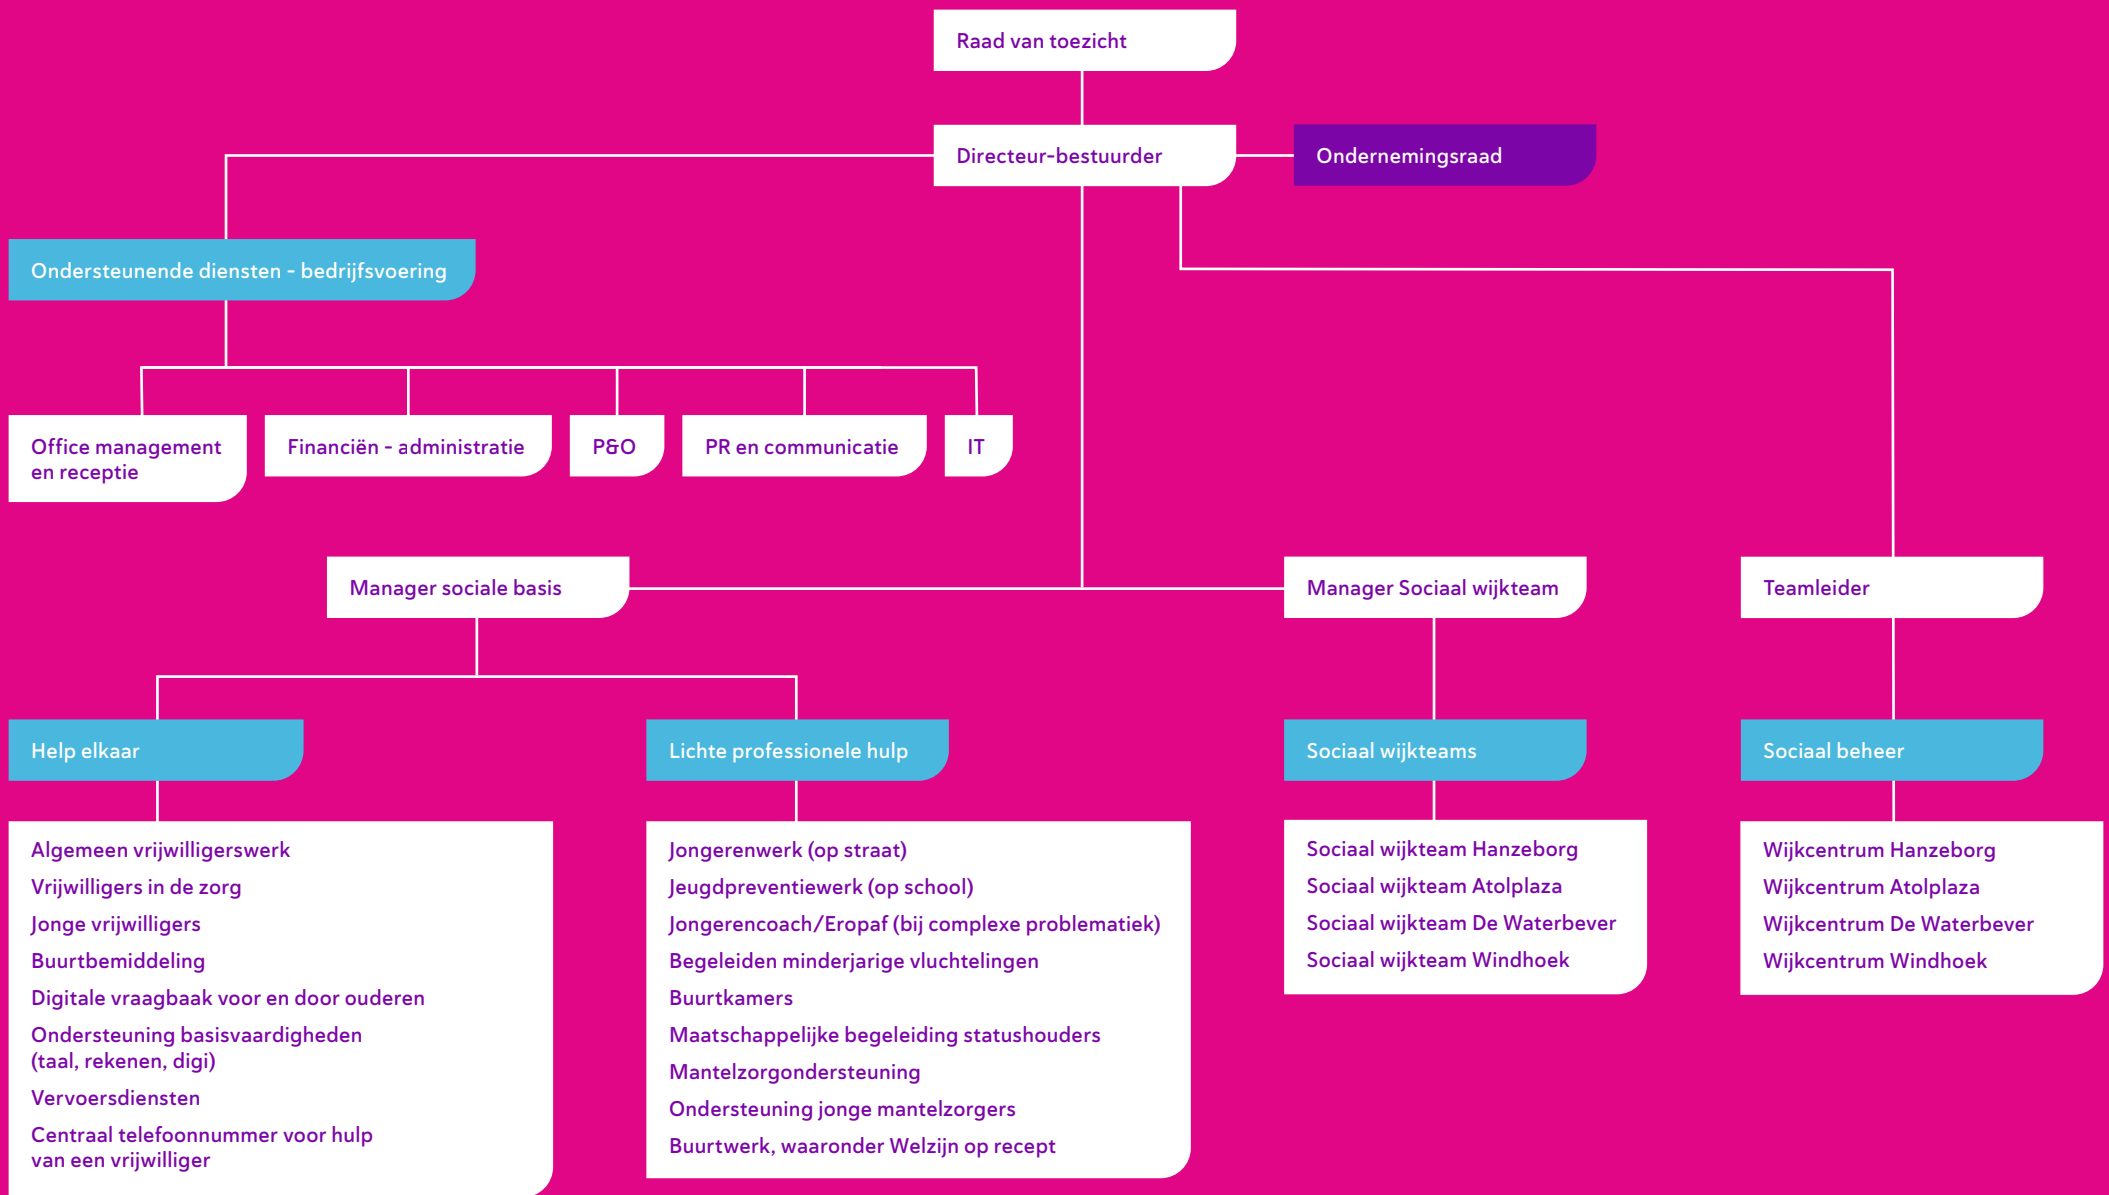 Raad van toezicht
Directeur-bestuurder
Ondernemingsraad
Ondersteunende diensten - bedrijfsvoering
Office management
en receptie
Financiën - administratie
P&O
PR en communicatie
IT
Manager sociale basis
Manager Sociaal wijkteam
Teamleider
Help elkaar
Lichte professionele hulp
Sociaal wijkteams
Sociaal beheer
Algemeen vrijwilligerswerk
Vrijwilligers in de zorg
Jonge vrijwilligers
Buurtbemiddeling
Digitale vraagbaak voor en door ouderen
Ondersteuning basisvaardigheden
(taal, rekenen, digi)
Vervoersdiensten
Centraal telefoonnummer voor hulp
van een vrijwilliger
Jongerenwerk (op straat)
Jeugdpreventiewerk (op school)
Jongerencoach/Eropaf (bij complexe problematiek)
Begeleiden minderjarige vluchtelingen
Buurtkamers
Maatschappelijke begeleiding statushouders
Mantelzorgondersteuning
Ondersteuning jonge mantelzorgers
Buurtwerk, waaronder Welzijn op recept
Sociaal wijkteam Hanzeborg
Sociaal wijkteam Atolplaza
Sociaal wijkteam De Waterbever
Sociaal wijkteam Windhoek
Wijkcentrum Hanzeborg
Wijkcentrum Atolplaza
Wijkcentrum De Waterbever
Wijkcentrum Windhoek